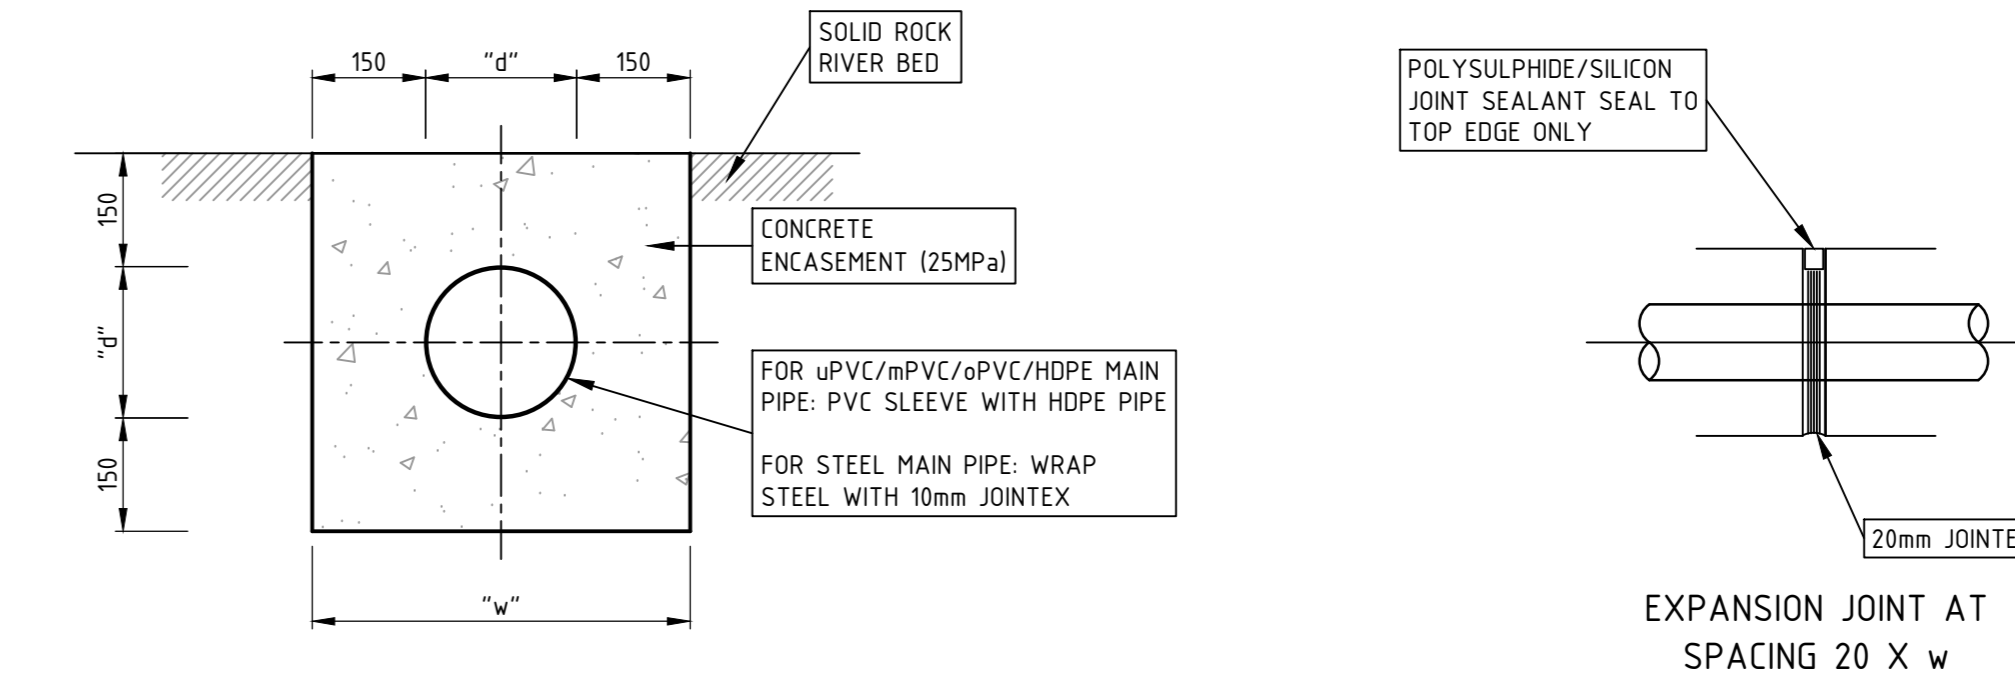 SOLID ROCK
RIVER BED
150
"d"
150
150
"d"
150
CONCRETE
ENCASEMENT (25MPa)
FOR uPVC/mPVC/oPVC/HDPE MAIN
PIPE: PVC SLEEVE WITH HDPE PIPE
FOR STEEL MAIN PIPE: WRAP
STEEL WITH 10mm JOINTEX
"w"
POLYSULPHIDE/SILICON
JOINT SEALANT SEAL TO
TOP EDGE ONLY
20mm JOINTE
EXPANSION JOINT AT
SPACING 20 X w